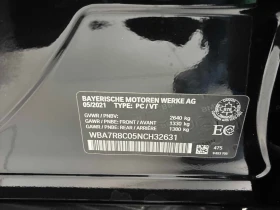 BAYERISCHE MOTOREN WERKE AG
05/2021 TYPE: PC / VT
GVWR / PNBV: 2640 kg
GAWR / PNBE: FRONT / AVANT 1330 kg
GAWR / PNBE: REAR / ARRIÈRE 1380 kg
WBA7R8C05NCH32631
EC
475